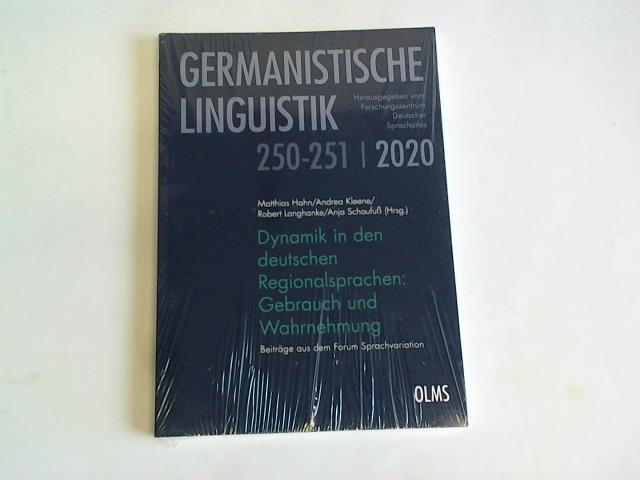 GERMANISTISCHE
LINGUISTIK
Herausgegeben vom
Forschungszentrum
Deutscher
Sprachatlas
250-251 | 2020
Matthias Hahn/Andrea Kleene/
Robert Langhanke/Anja Schaufuß (Hrsg.)
Dynamik in den
deutschen
Regionalsprachen:
Gebrauch und
Wahrnehmung
Beiträge aus dem Forum Sprachvariation
OLMS